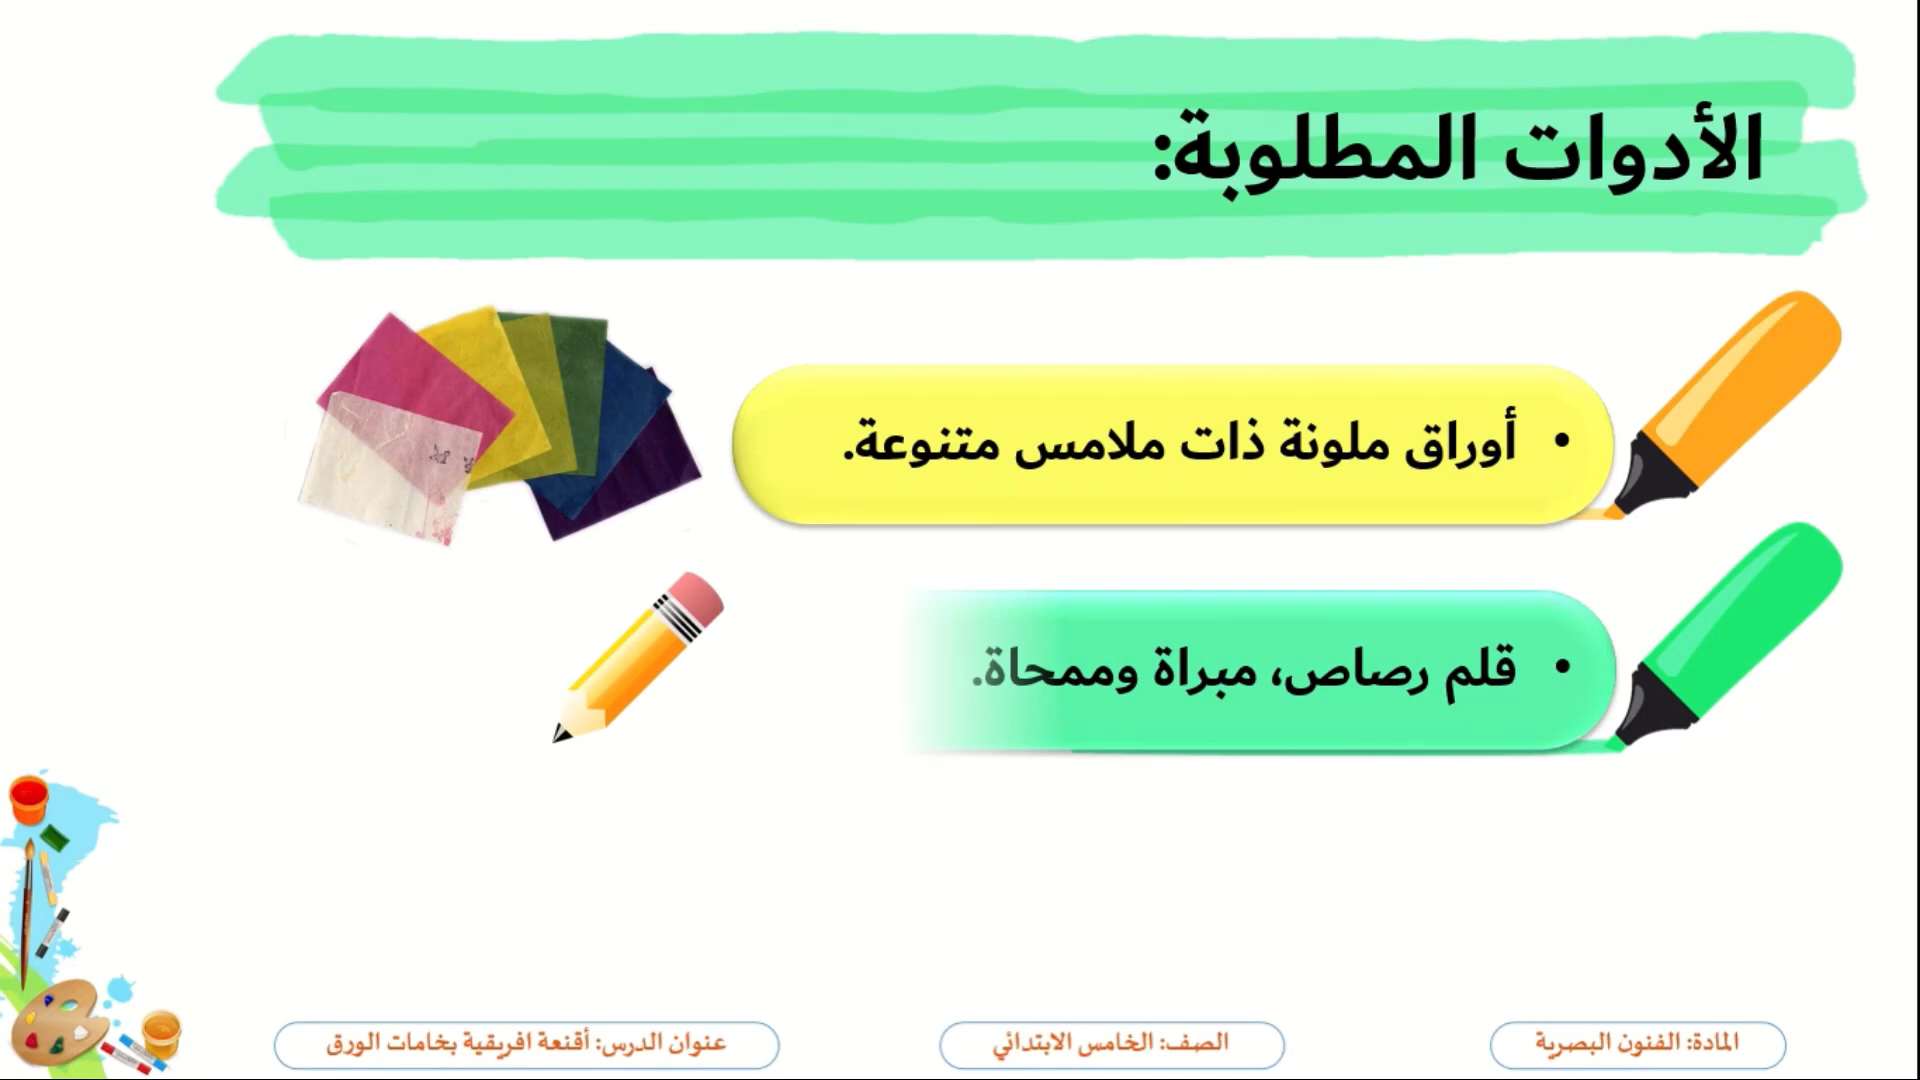 الأدوات المطلوبة:
• أوراق ملونة ذات ملامس متنوعة.
• قلم رصاص، مبراة وممحاة.
المادة: الفنون البصرية
الصف: الخامس الابتدائي
عنوان الدرس: أقنعة افريقية بخامات الورق